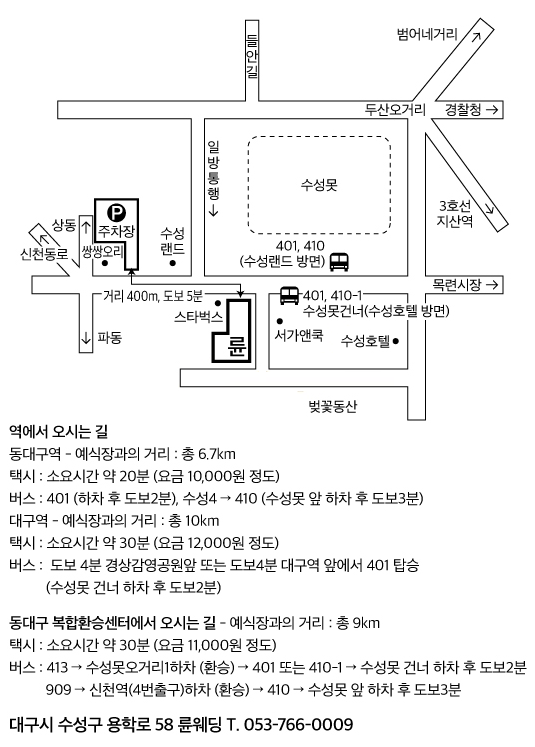 들안길
범어네거리
두산오거리
경찰청 →
일방통행 ↓
수성못
3호선
지산역
P
주차장
상동
신천동로
쌍쌍오리
수성
랜드
401, 410
(수성랜드 방면)
목련시장 →
거리 400m, 도보 5분
401, 410-1
수성못건너(수성호텔 방면)
스타벅스
륜
서가앤쿡
수성호텔
파동
벚꽃동산
역에서 오시는 길
동대구역 - 예식장과의 거리 : 총 6.7km
택시 : 소요시간 약 20분 (요금 10,000원 정도)
버스 : 401 (하차 후 도보2분), 수성4 → 410 (수성못 앞 하차 후 도보3분)
대구역 - 예식장과의 거리 : 총 10km
택시 : 소요시간 약 30분 (요금 12,000원 정도)
버스 : 도보 4분 경상감영공원앞 또는 도보4분 대구역 앞에서 401 탑승
(수성못 건너 하차 후 도보2분)
동대구 복합환승센터에서 오시는 길 - 예식장과의 거리 : 총 9km
택시 : 소요시간 약 30분 (요금 11,000원 정도)
버스 : 413 → 수성못오거리1하차 (환승) → 401 또는 410-1 → 수성못 건너 하차 후 도보2분
909 → 신천역(4번출구)하차 (환승) → 410 → 수성못 앞 하차 후 도보3분
대구시 수성구 용학로 58 륜웨딩 T. 053-766-0009